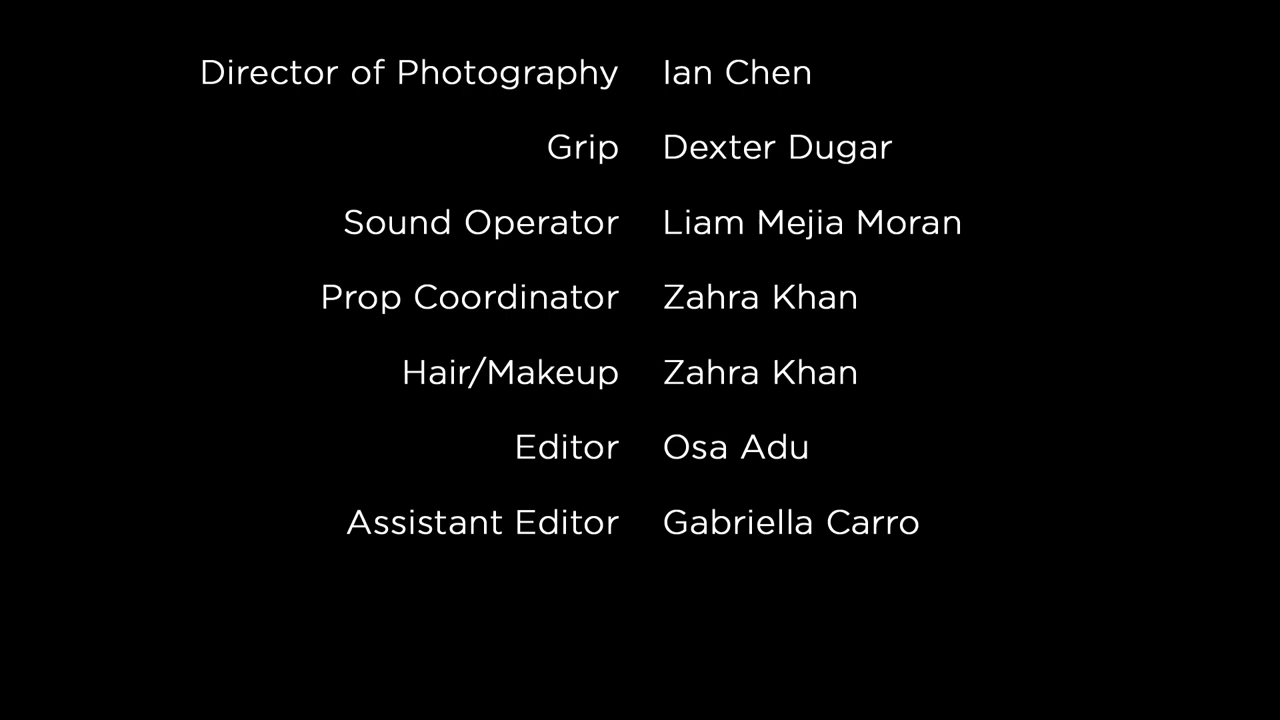 Director of Photography Ian Chen
Grip Dexter Dugar
Sound Operator Liam Mejia Moran
Prop Coordinator Zahra Khan
Hair/Makeup Zahra Khan
Editor Osa Adu
Assistant Editor Gabriella Carro